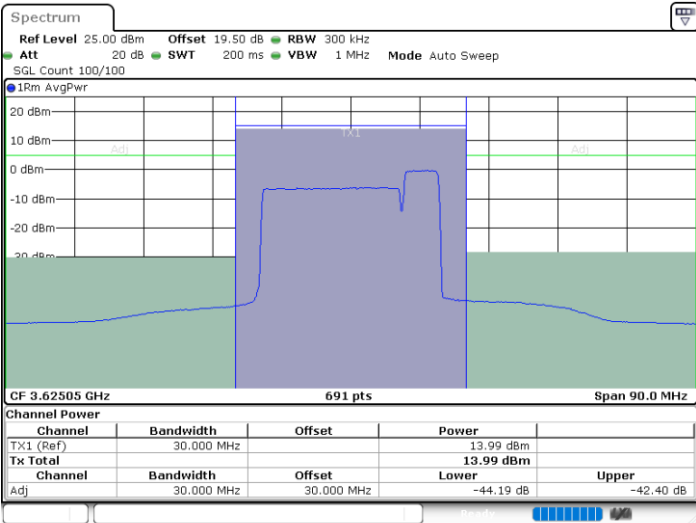 Spectrum
Ref Level 25.00 dBm Offset 19.50 dB RBW 300 kHz
Att 20 dB SWT 200 ms VBW 1 MHz Mode Auto Sweep
SGL Count 100/100
1Rm AvgPwr
20 dBm
TX1
10 dBm
Adj Adj
0 dBm
-10 dBm
-20 dBm
-30 dBm
CF 3.62505 GHz 691 pts Span 90.0 MHz
Channel Power
Channel Bandwidth Offset Power
TX1 (Ref) 30.000 MHz 13.99 dBm
Tx Total 13.99 dBm
Channel Bandwidth Offset Lower Upper
Adj 30.000 MHz 30.000 MHz -44.19 dB -42.40 dB
Ready